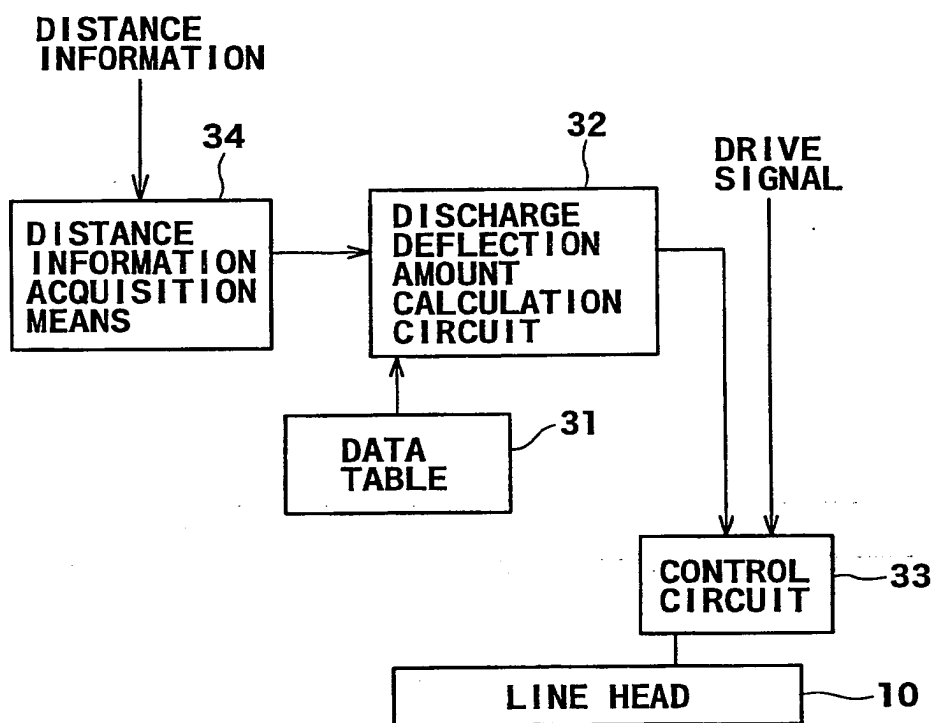 DISTANCE
INFORMATION
34
32
DRIVE
SIGNAL
DISTANCE
INFORMATION
ACQUISITION
MEANS
DISCHARGE
DEFLECTION
AMOUNT
CALCULATION
CIRCUIT
31
DATA
TABLE
CONTROL
CIRCUIT
33
LINE HEAD
10